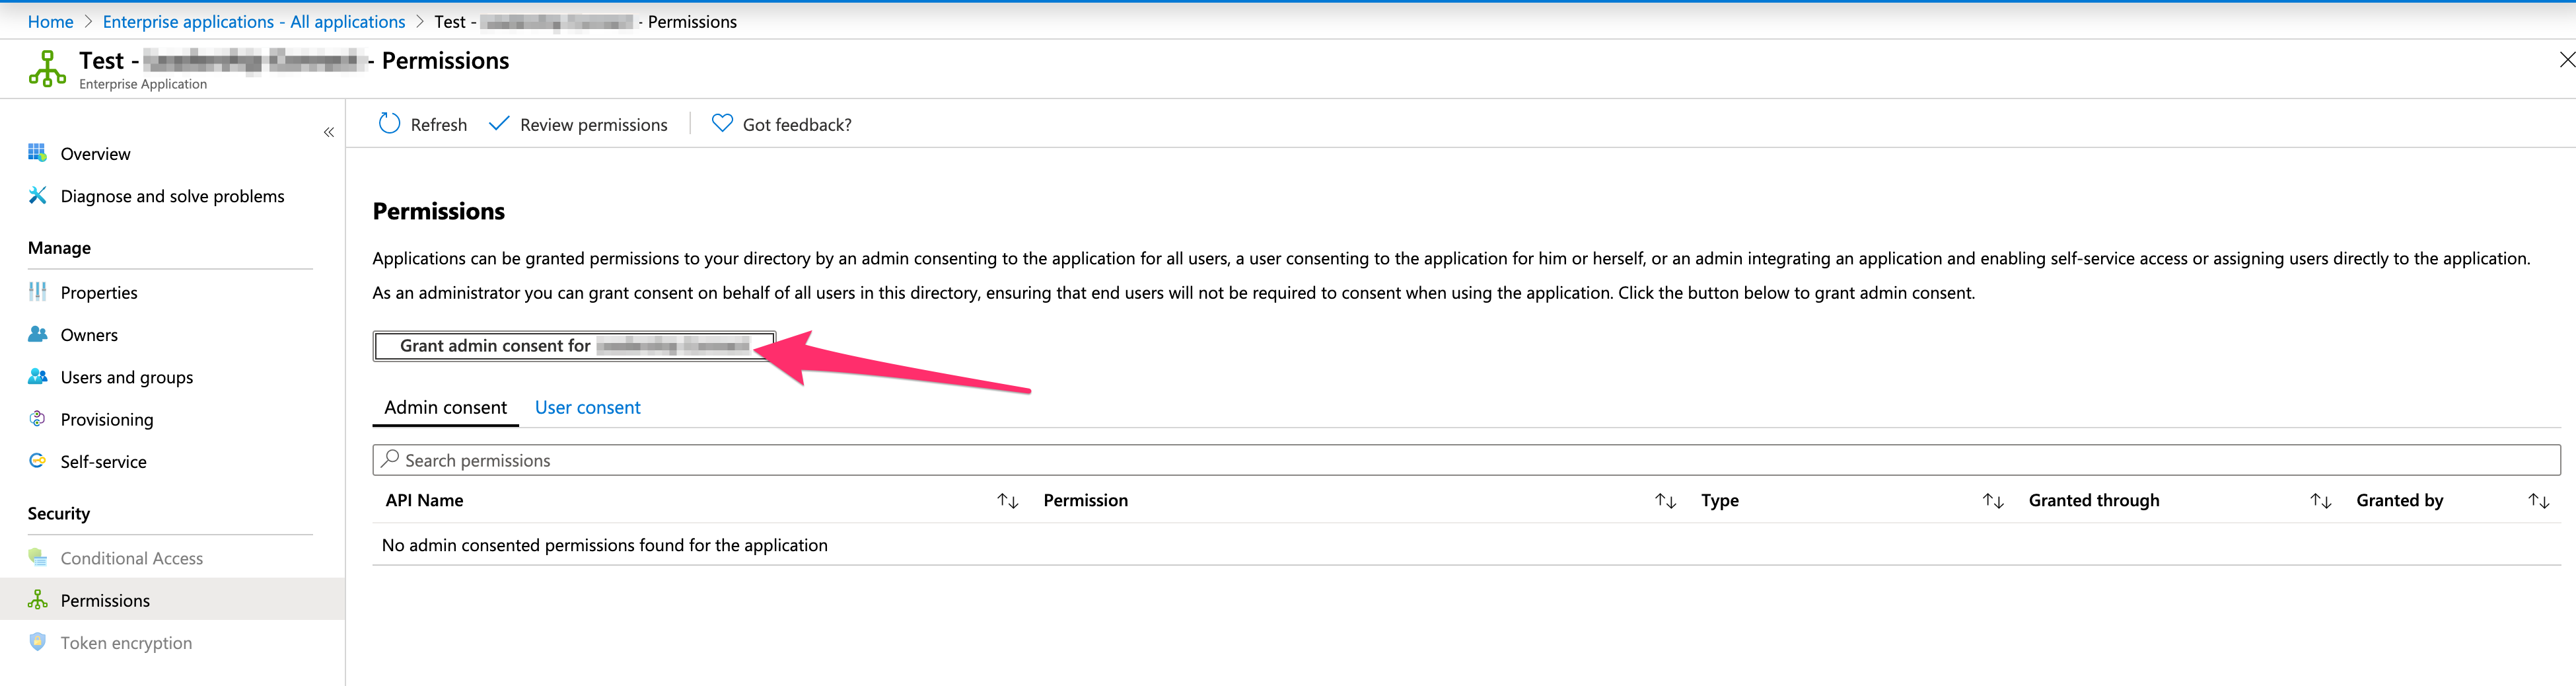 Home > Enterprise applications - All applications > Test - - Permissions
Test - - Permissions
Enterprise Application
Refresh
Review permissions
Got feedback?
Overview
Diagnose and solve problems
Manage
Properties
Owners
Users and groups
Provisioning
Self-service
Security
Conditional Access
Permissions
Token encryption
Permissions
Applications can be granted permissions to your directory by an admin consenting to the application for all users, a user consenting to the application for him or herself, or an admin integrating an application and enabling self-service access or assigning users directly to the application.
As an administrator you can grant consent on behalf of all users in this directory, ensuring that end users will not be required to consent when using the application. Click the button below to grant admin consent.
Grant admin consent for
Admin consent User consent
Search permissions
API Name Permission Type Granted through Granted by
No admin consented permissions found for the application